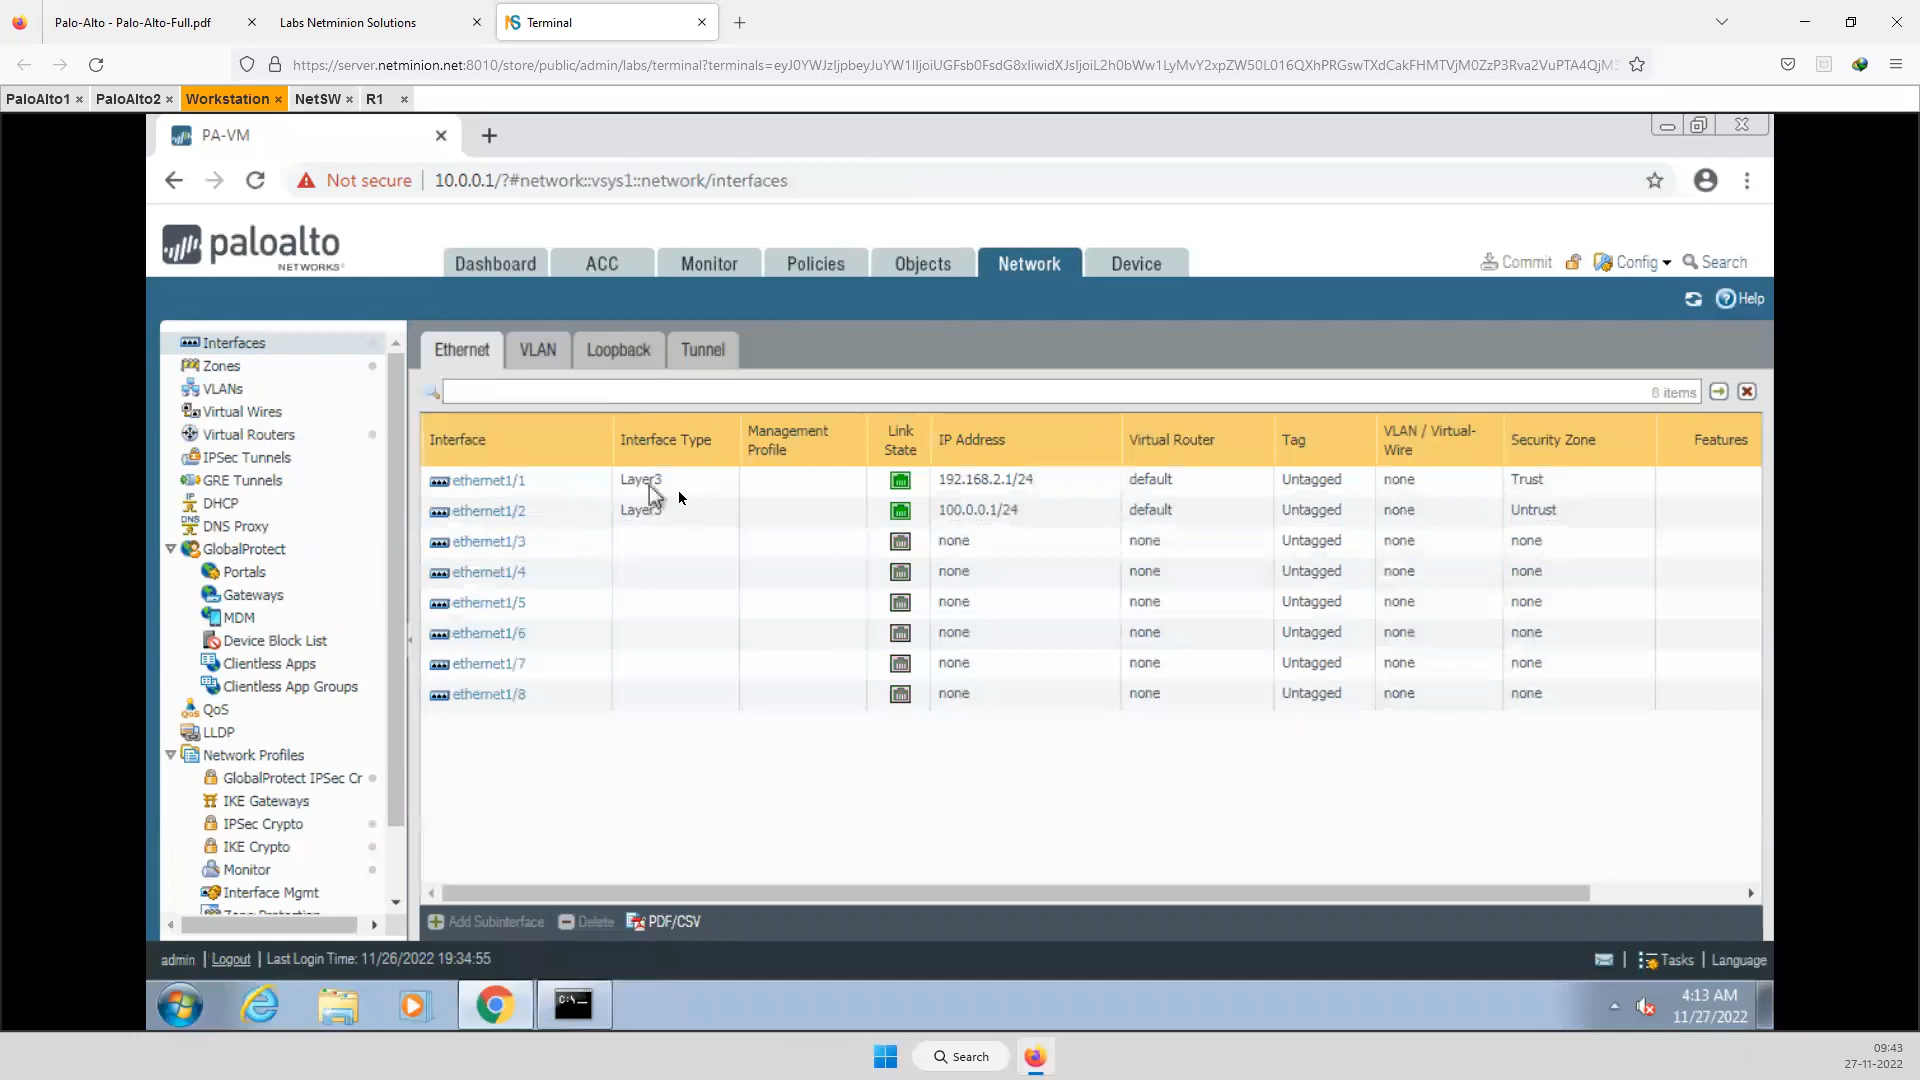 Palo-Alto - Palo-Alto-Full.pdf
Labs Netminion Solutions
Terminal
https://server.netminion.net:8010/store/public/admin/labs/terminal?terminals=
PaloAlto1 PaloAlto2 Workstation NetSW R1
PA-VM
Not secure 10.0.0.1/?#network::vsys1::network/interfaces
paloalto
NETWORKS
Dashboard ACC Monitor Policies Objects Network Device
Commit Config Search
Help
Interfaces
Zones
VLANs
Virtual Wires
Virtual Routers
IPSec Tunnels
GRE Tunnels
DHCP
DNS Proxy
GlobalProtect
Portals
Gateways
MDM
Device Block List
Clientless Apps
Clientless App Groups
QoS
LLDP
Network Profiles
GlobalProtect IPSec Cr
IKE Gateways
IPSec Crypto
IKE Crypto
Monitor
Interface Mgmt
Ethernet VLAN Loopback Tunnel
8 items
Interface Interface Type Management Profile Link State IP Address Virtual Router Tag VLAN / Virtual-Wire Security Zone Features
ethernet1/1 Layer3 192.168.2.1/24 default Untagged none Trust
ethernet1/2 Layer3 100.0.0.1/24 default Untagged none Untrust
ethernet1/3 none none Untagged none none
ethernet1/4 none none Untagged none none
ethernet1/5 none none Untagged none none
ethernet1/6 none none Untagged none none
ethernet1/7 none none Untagged none none
ethernet1/8 none none Untagged none none
Add Subinterface Delete PDF/CSV
admin | Logout | Last Login Time: 11/26/2022 19:34:55
Tasks | Language
4:13 AM
11/27/2022
Search
09:43
27-11-2022